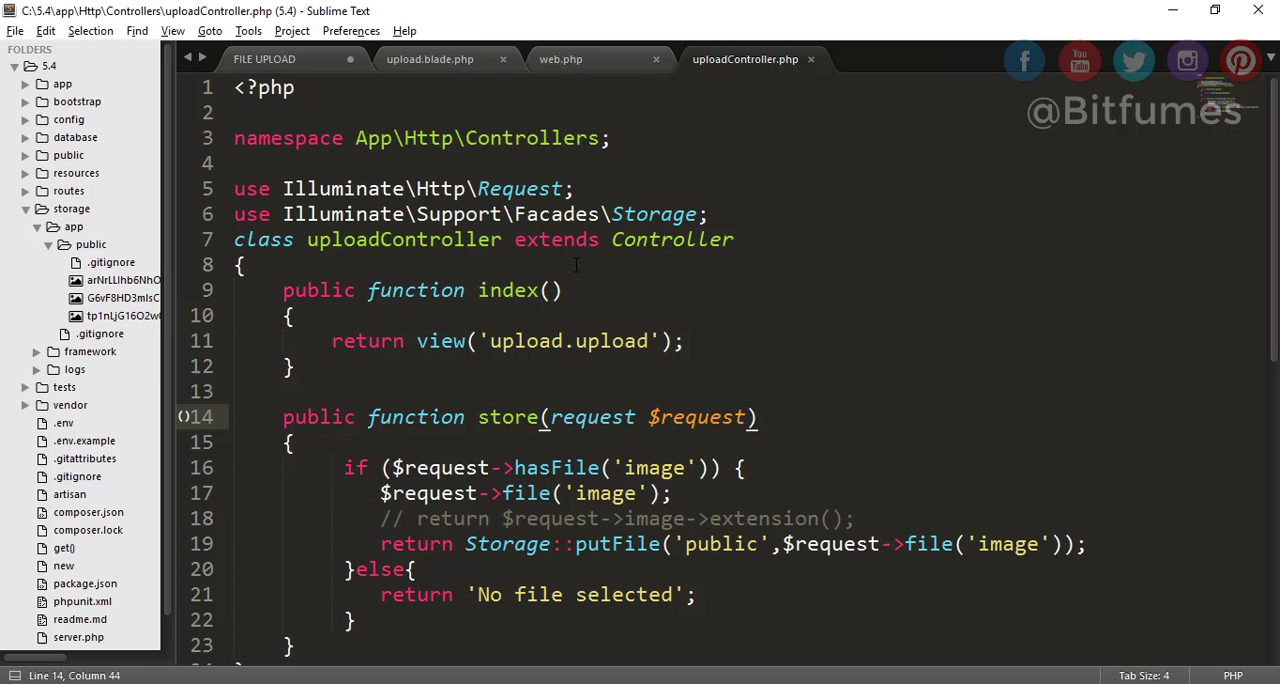 C:\5.4\app\Http\Controllers\uploadController.php (5.4) - Sublime Text
File Edit Selection Find View Goto Tools Project Preferences Help
FOLDERS
5.4
app
bootstrap
config
database
public
resources
routes
storage
app
public
.gitignore
arNrLLIhb6NhO
G6vF8HD3mIsC
tp1nLjG16O2w
.gitignore
framework
logs
tests
vendor
.env
.env.example
.gitattributes
.gitignore
artisan
composer.json
composer.lock
get()
new
package.json
phpunit.xml
readme.md
server.php
FILE UPLOAD upload.blade.php web.php uploadController.php
@Bitfumes
1 <?php
2
3 namespace App\Http\Controllers;
4
5 use Illuminate\Http\Request;
6 use Illuminate\Support\Facades\Storage;
7 class uploadController extends Controller
8 {
9 public function index()
10 {
11 return view('upload.upload');
12 }
13
14 public function store(request $request)
15 {
16 if ($request->hasFile('image')) {
17 $request->file('image');
18 // return $request->image->extension();
19 return Storage::putFile('public',$request->file('image'));
20 }else{
21 return 'No file selected';
22 }
23 }
Line 14, Column 44 Tab Size: 4 PHP